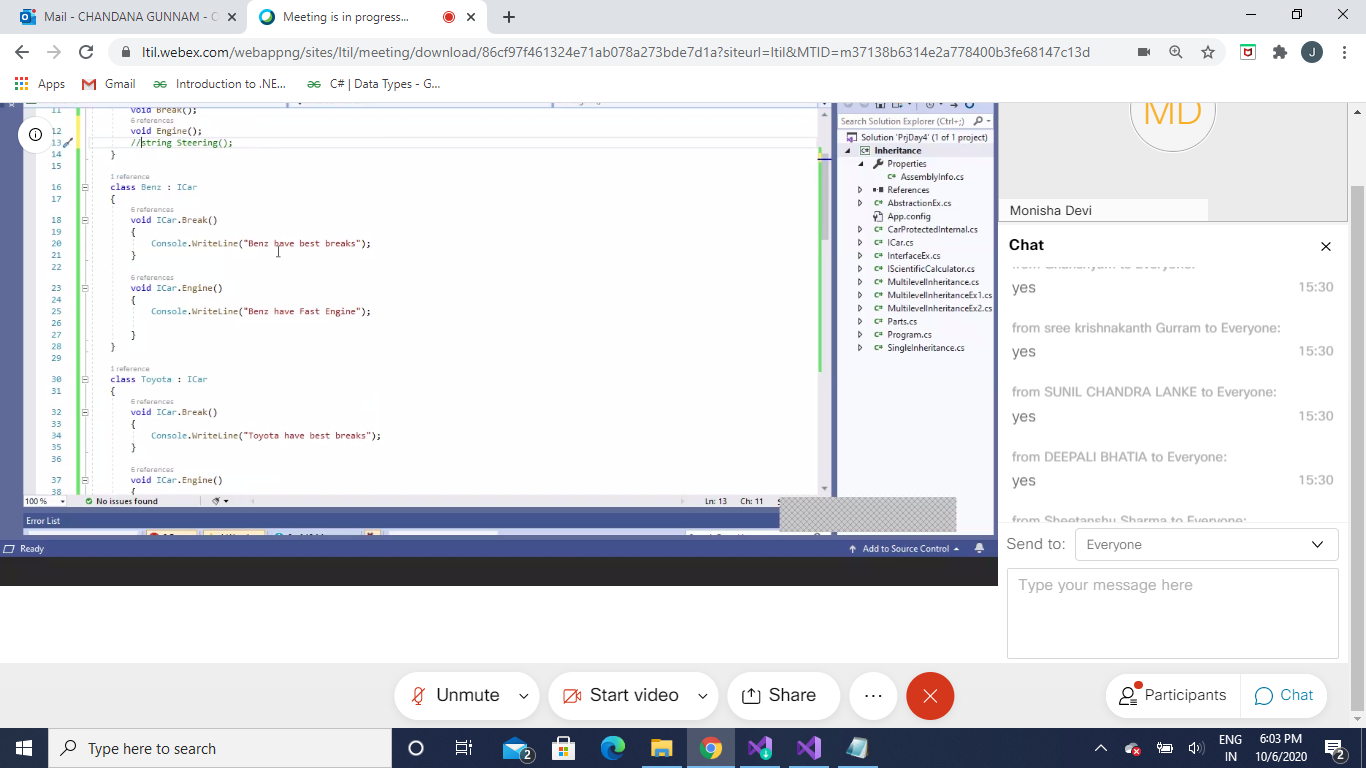 Mail - CHANDANA GUNNAM - O
Meeting is in progress...
ltil.webex.com/webappng/sites/ltil/meeting/download/86cf97f461324e71ab078a273bde7d1a?siteurl=ltil&MTID=m37138b6314e2a778400b3fe68147c13d
J
Apps
Gmail
Introduction to .NE...
C# | Data Types - G...
11 void Break();
6 references
12 void Engine();
13 //string Steering();
14 }
15
1 reference
16 class Benz : ICar
17 {
6 references
18 void ICar.Break()
19 {
20 Console.WriteLine("Benz have best breaks");
21 }
22
6 references
23 void ICar.Engine()
24 {
25 Console.WriteLine("Benz have Fast Engine");
26
27 }
28 }
29
1 reference
30 class Toyota : ICar
31 {
6 references
32 void ICar.Break()
33 {
34 Console.WriteLine("Toyota have best breaks");
35 }
36
6 references
37 void ICar.Engine()
38 {
100 %
No issues found
Ln: 13 Ch: 11
Error List
Ready
Add to Source Control
Search Solution Explorer (Ctrl+;)
Solution 'PrjDay4' (1 of 1 project)
Inheritance
Properties
AssemblyInfo.cs
References
AbstractionEx.cs
App.config
CarProtectedInternal.cs
ICar.cs
InterfaceEx.cs
IScientificCalculator.cs
MultilevelInheritance.cs
MultilevelInheritanceEx1.cs
MultilevelInheritanceEx2.cs
Parts.cs
Program.cs
SingleInheritance.cs
MD
Monisha Devi
Chat
yes 15:30
from sree krishnakanth Gurram to Everyone:
yes 15:30
from SUNIL CHANDRA LANKE to Everyone:
yes 15:30
from DEEPALI BHATIA to Everyone:
yes 15:30
from Sheetanshu Sharma to Everyone:
Send to: Everyone
Type your message here
Unmute
Start video
Share
Participants
Chat
Type here to search
2
ENG
IN
6:03 PM
10/6/2020
2